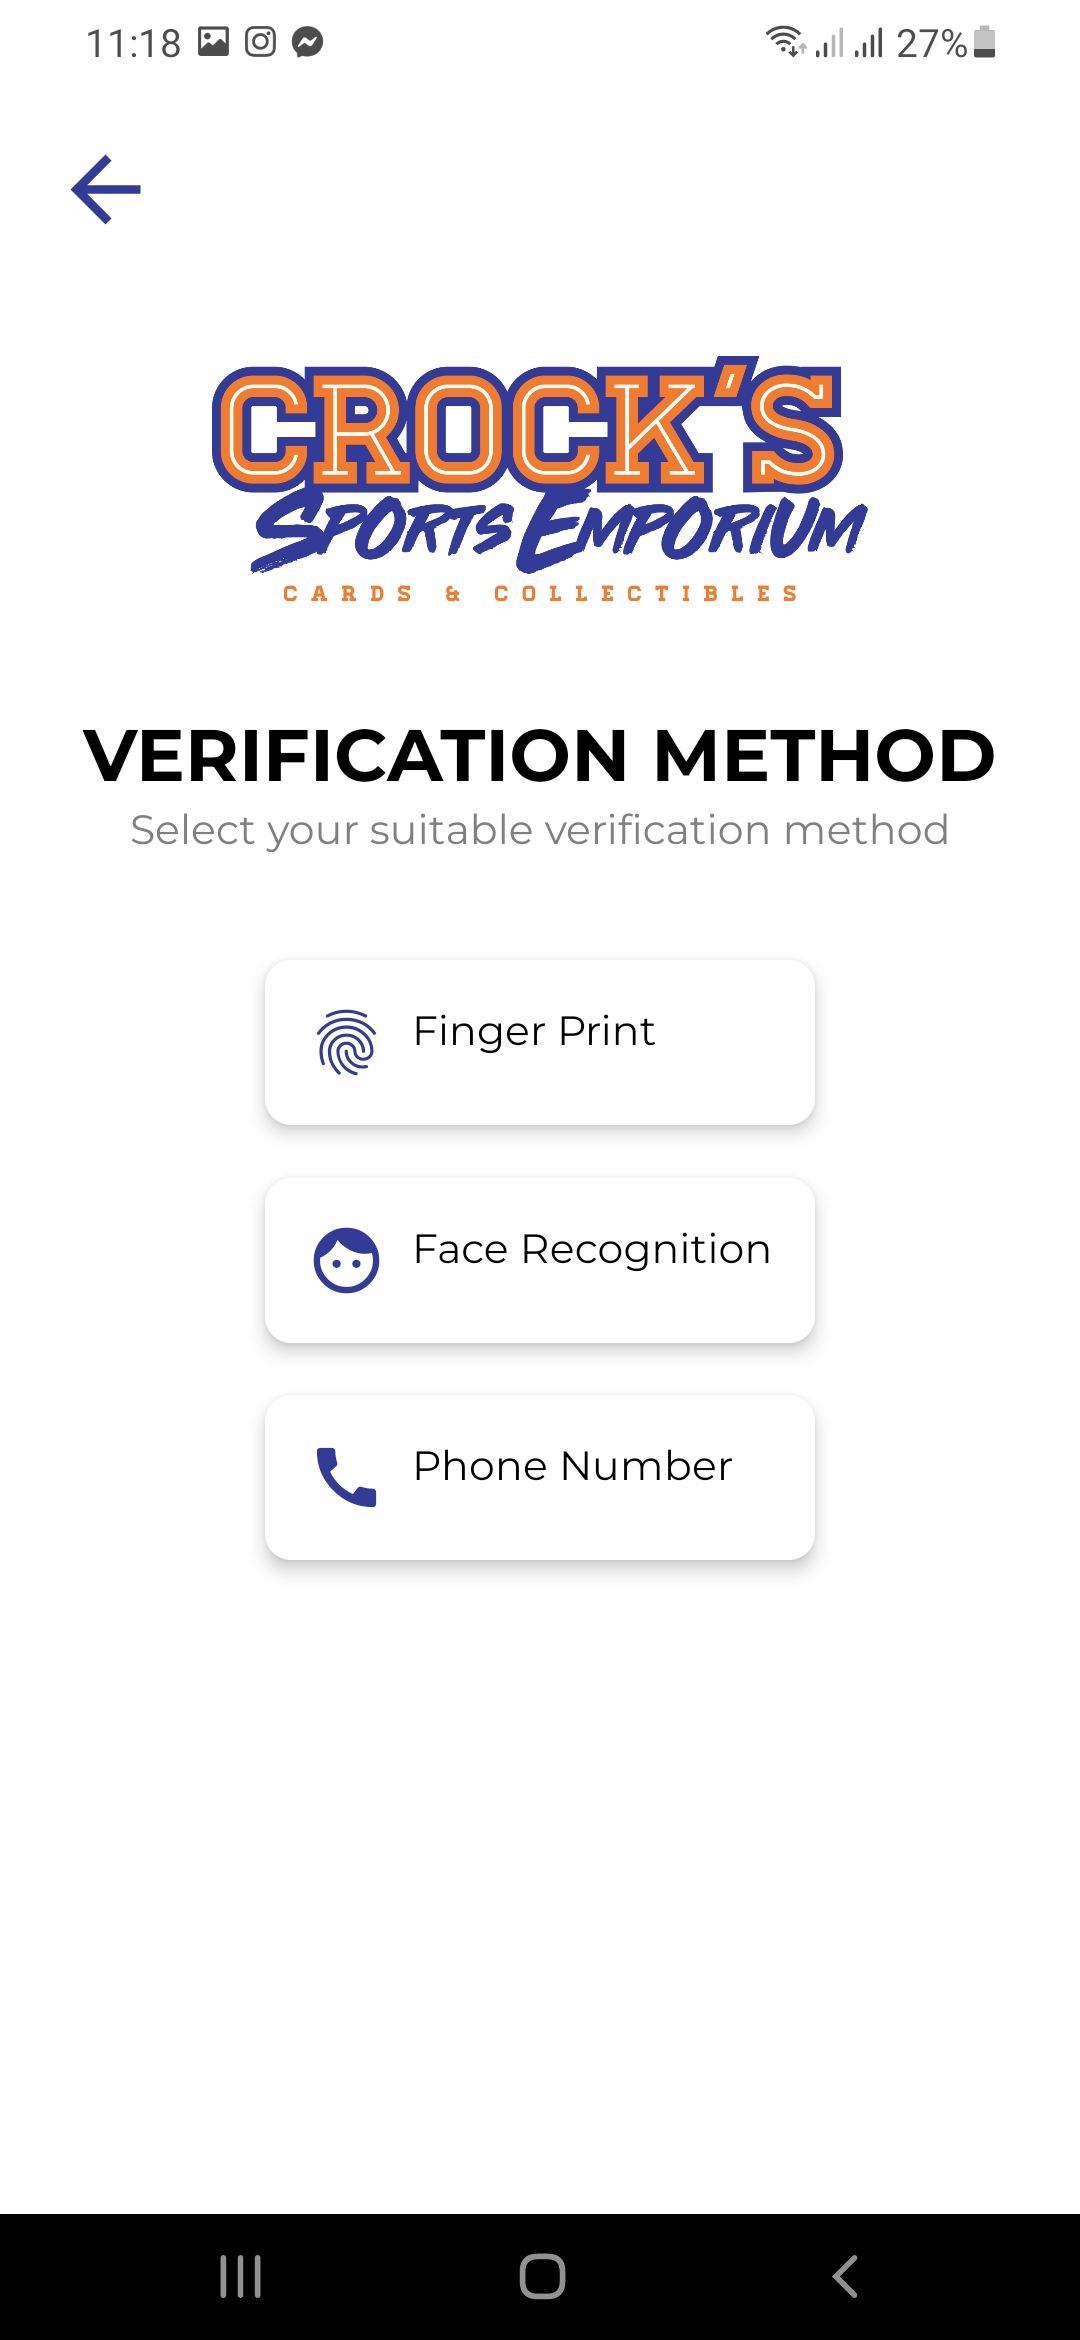 11:18
27%
CROCK'S
SPORTS EMPORIUM
CARDS & COLLECTIBLES
VERIFICATION METHOD
Select your suitable verification method
Finger Print
Face Recognition
Phone Number